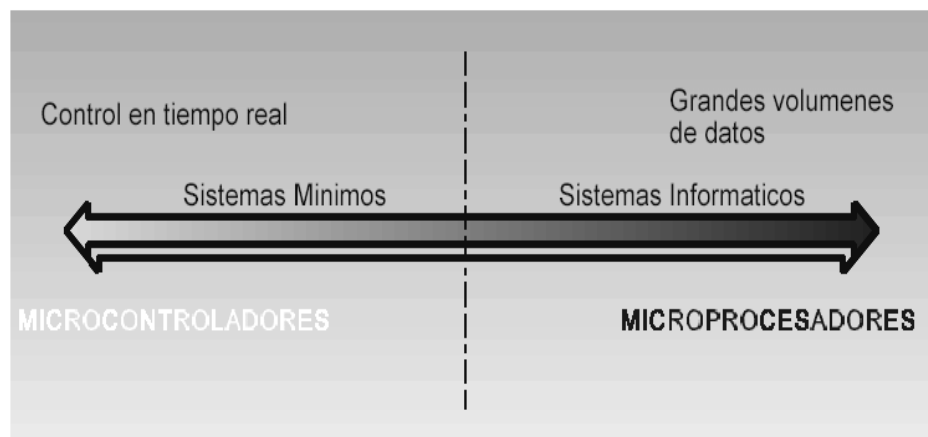 Control en tiempo real
Grandes volumenes
de datos
Sistemas Minimos
Sistemas Informaticos
MICROCONTROLADORES
MICROPROCESADORES